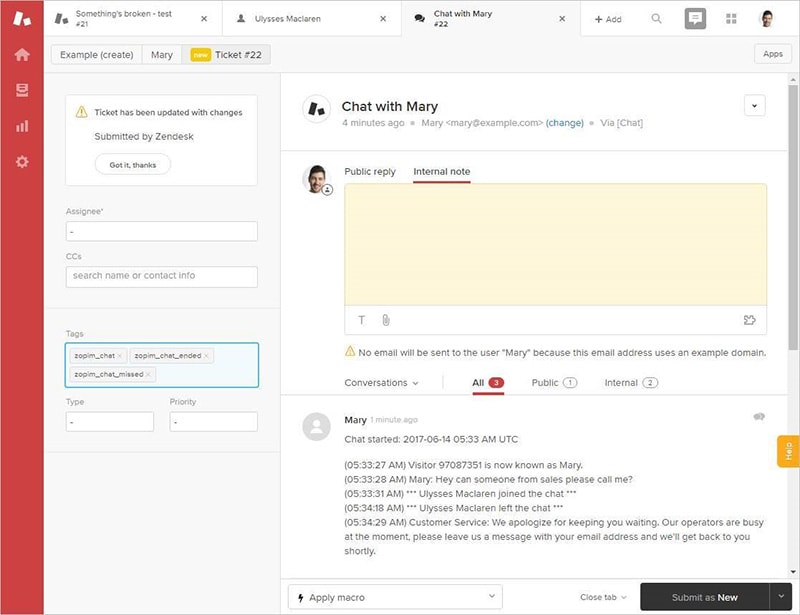 Something's broken - test
#21
Ulysses Maclaren
Chat with Mary
#22
+ Add
Example (create)
Mary
new Ticket #22
Apps
Ticket has been updated with changes
Submitted by Zendesk
Got it, thanks
Assignee*
-
CCs
search name or contact info
Tags
zopim_chat ×
zopim_chat_ended ×
zopim_chat_missed ×
Type
Priority
-
-
Chat with Mary
4 minutes ago Mary <mary@example.com> (change) Via [Chat]
Public reply
Internal note
T
No email will be sent to the user "Mary" because this email address uses an example domain.
Conversations
All 3
Public 1
Internal 2
Mary 1 minute ago
Chat started: 2017-06-14 05:33 AM UTC
(05:33:27 AM) Visitor 97087351 is now known as Mary.
(05:33:28 AM) Mary: Hey can someone from sales please call me?
(05:33:31 AM) *** Ulysses Maclaren joined the chat ***
(05:34:18 AM) *** Ulysses Maclaren left the chat ***
(05:34:29 AM) Customer Service: We apologize for keeping you waiting. Our operators are busy
at the moment, please leave us a message with your email address and we'll get back to you
shortly.
Help
Apply macro
Close tab
Submit as New